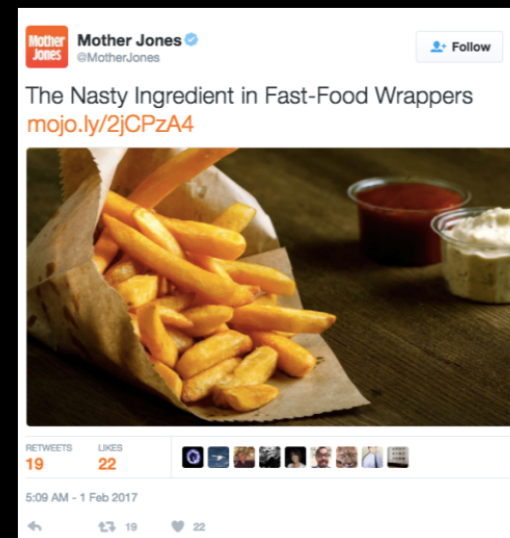 Mother
Jones
Mother Jones
@MotherJones
Follow
The Nasty Ingredient in Fast-Food Wrappers
mojo.ly/2jCPzA4
RETWEETS LIKES
19 22
5:09 AM - 1 Feb 2017
19 22